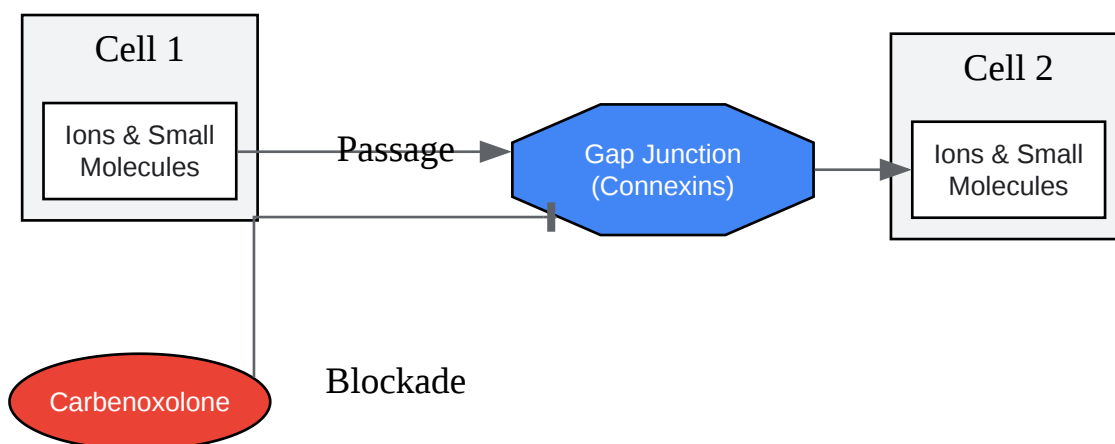 Cell 1
Ions & Small
Molecules
Passage
Gap Junction
(Connexins)
Cell 2
Ions & Small
Molecules
Carbenoxolone
Blockade